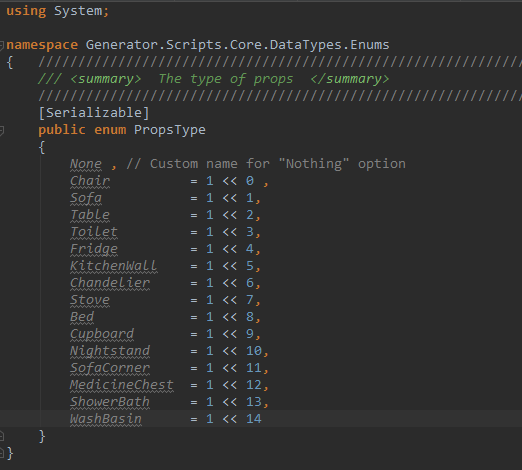 using System;
namespace Generator.Scripts.Core.DataTypes.Enums
{ /////////////////////////////////////////////////////////////
/// <summary>  The type of props  </summary>
/////////////////////////////////////////////////////////////
[Serializable]
public enum PropsType
{
None , // Custom name for "Nothing" option
Chair = 1 << 0 ,
Sofa = 1 << 1,
Table = 1 << 2,
Toilet = 1 << 3,
Fridge = 1 << 4,
KitchenWall = 1 << 5,
Chandelier = 1 << 6,
Stove = 1 << 7,
Bed = 1 << 8,
Cupboard = 1 << 9,
Nightstand = 1 << 10,
SofaCorner = 1 << 11,
MedicineChest = 1 << 12,
ShowerBath = 1 << 13,
WashBasin = 1 << 14
}
}